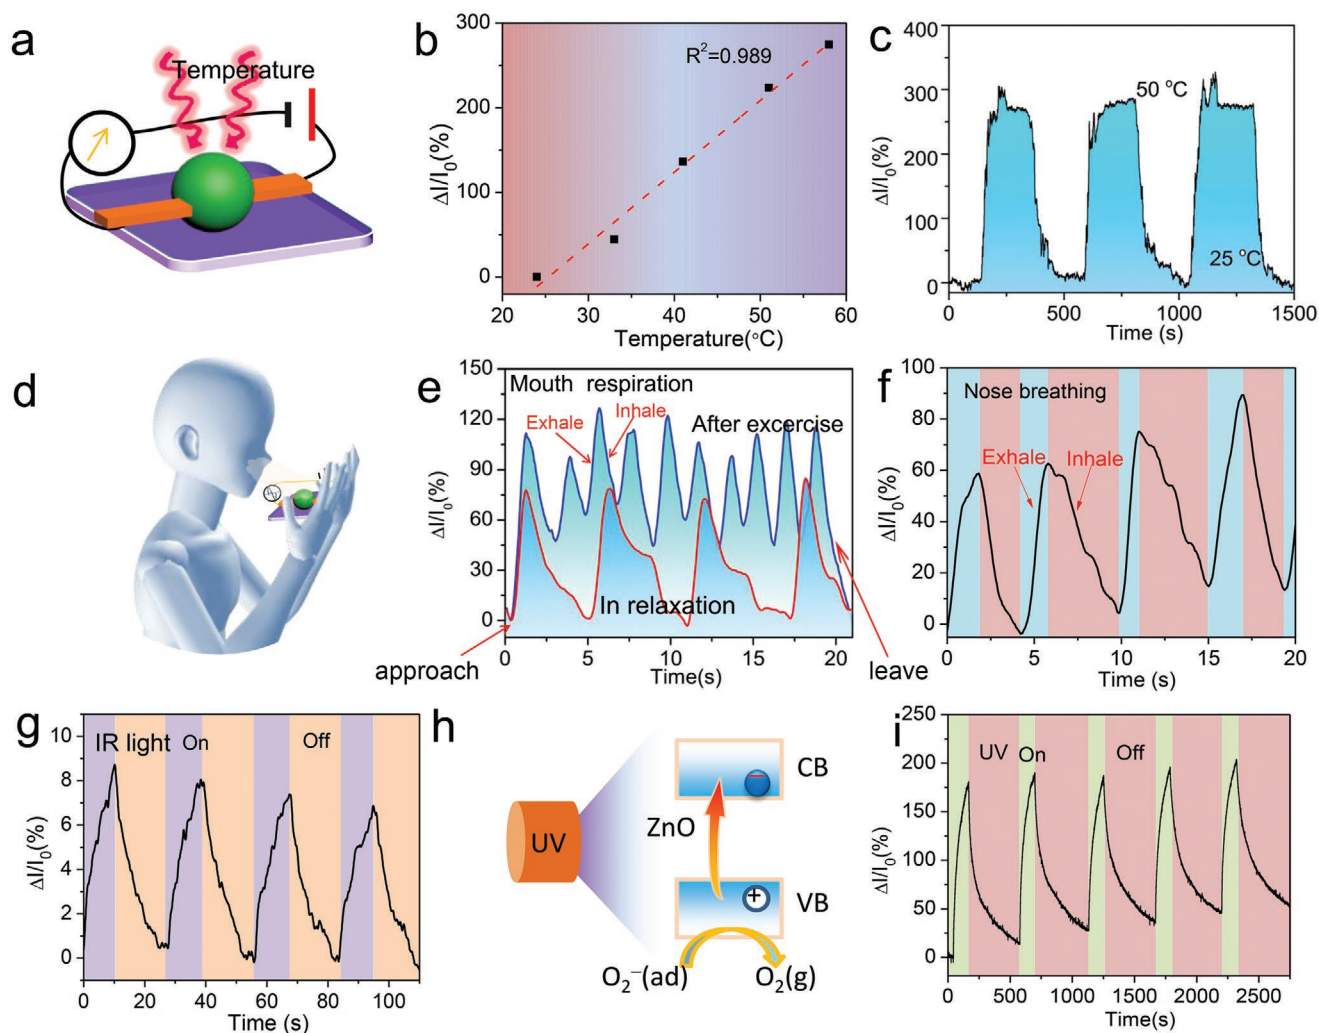 a
Temperature
b
300
200
100
0
ΔI/I₀(%)
R²=0.989
20 30 40 50 60
Temperature(°C)
c
400
300
200
100
0
ΔI/I₀(%)
50 °C
25 °C
0 500 1000 1500
Time (s)
d
e
150
120
90
60
30
0
ΔI/I₀(%)
Mouth respiration
Exhale
Inhale
After excercise
In relaxation
0 5 10 15 20
Time(s)
approach
leave
f
100
80
60
40
20
0
ΔI/I₀(%)
Nose breathing
Exhale
Inhale
0 5 10 15 20
Time (s)
g
10
8
6
4
2
0
ΔI/I₀(%)
IR light On Off
0 20 40 60 80 100
Time (s)
h
UV
CB
ZnO
VB
+
O₂⁻(ad) O₂(g)
i
250
200
150
100
50
0
ΔI/I₀(%)
UV On Off
0 500 1000 1500 2000 2500
Time (s)